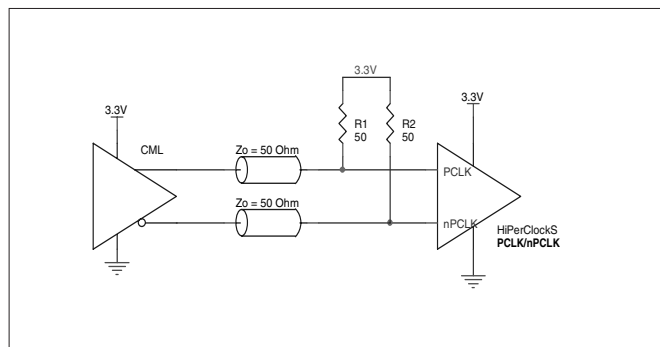 3.3V
3.3V
3.3V
R1
50
R2
50
CML
Zo = 50 Ohm
PCLK
Zo = 50 Ohm
nPCLK
HiPerClockS
PCLK/nPCLK